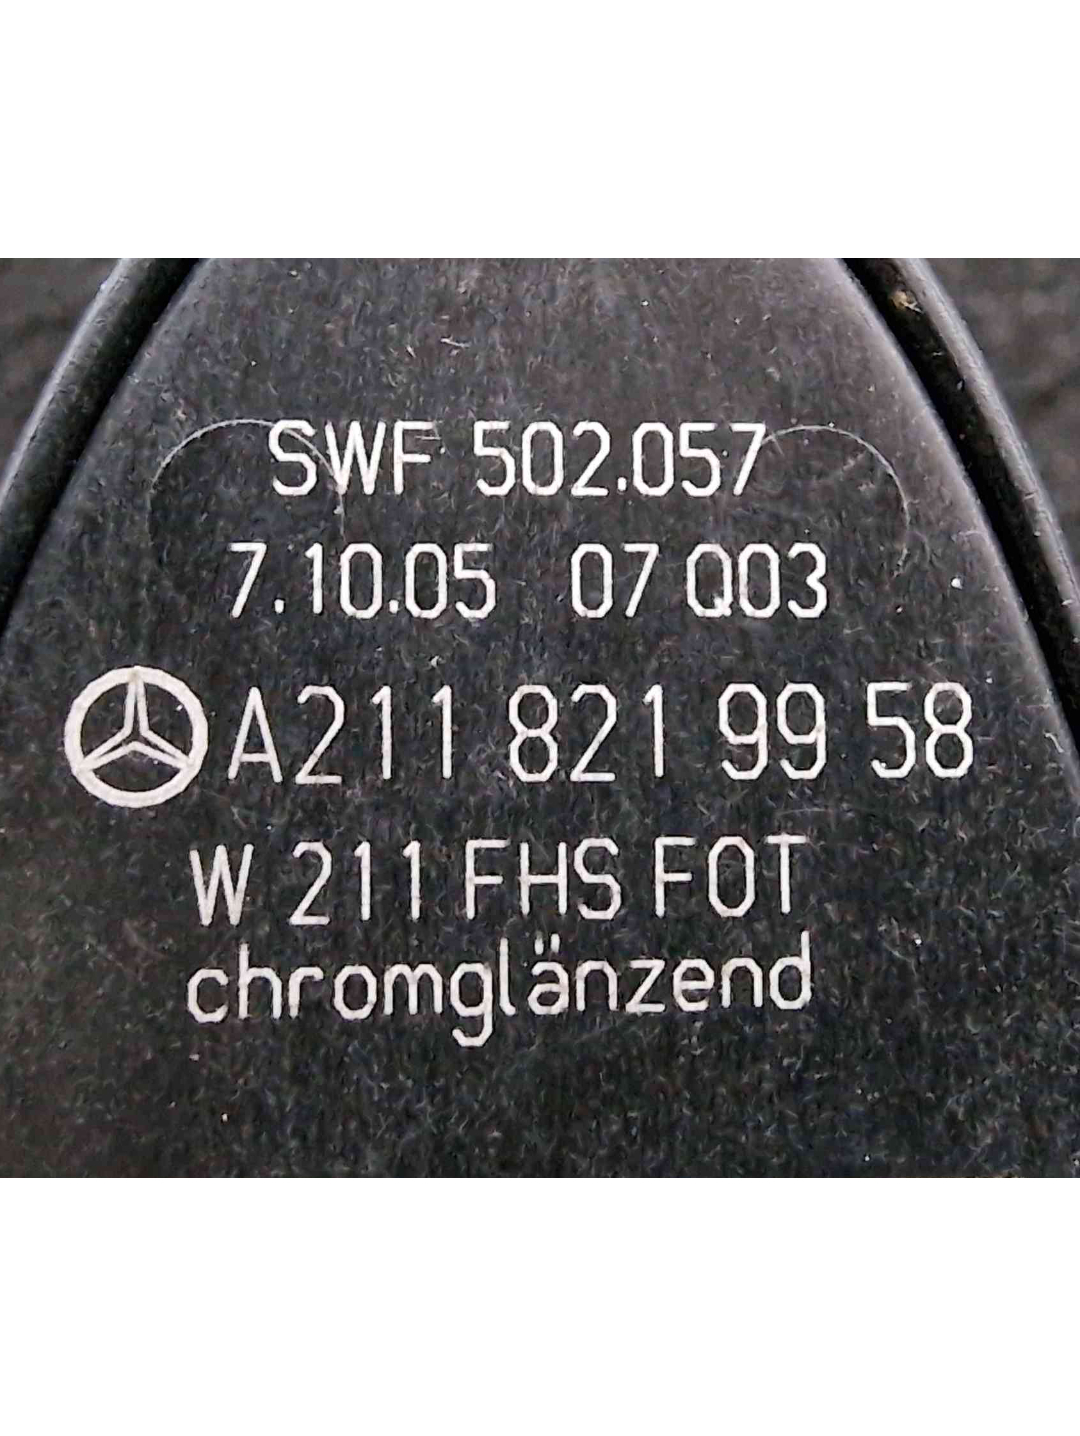 SWF 502.057
7.10.05 07 Q03
A211 821 99 58
W 211 FHS FOT
chromglänzend